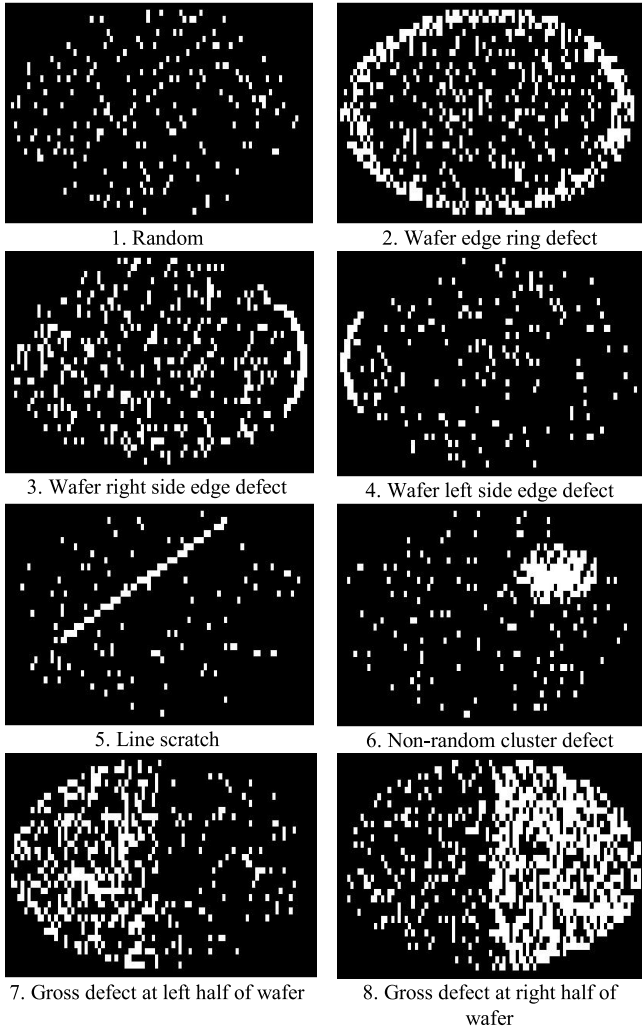 1. Random
2. Wafer edge ring defect
3. Wafer right side edge defect
4. Wafer left side edge defect
5. Line scratch
6. Non-random cluster defect
7. Gross defect at left half of wafer
8. Gross defect at right half of
wafer